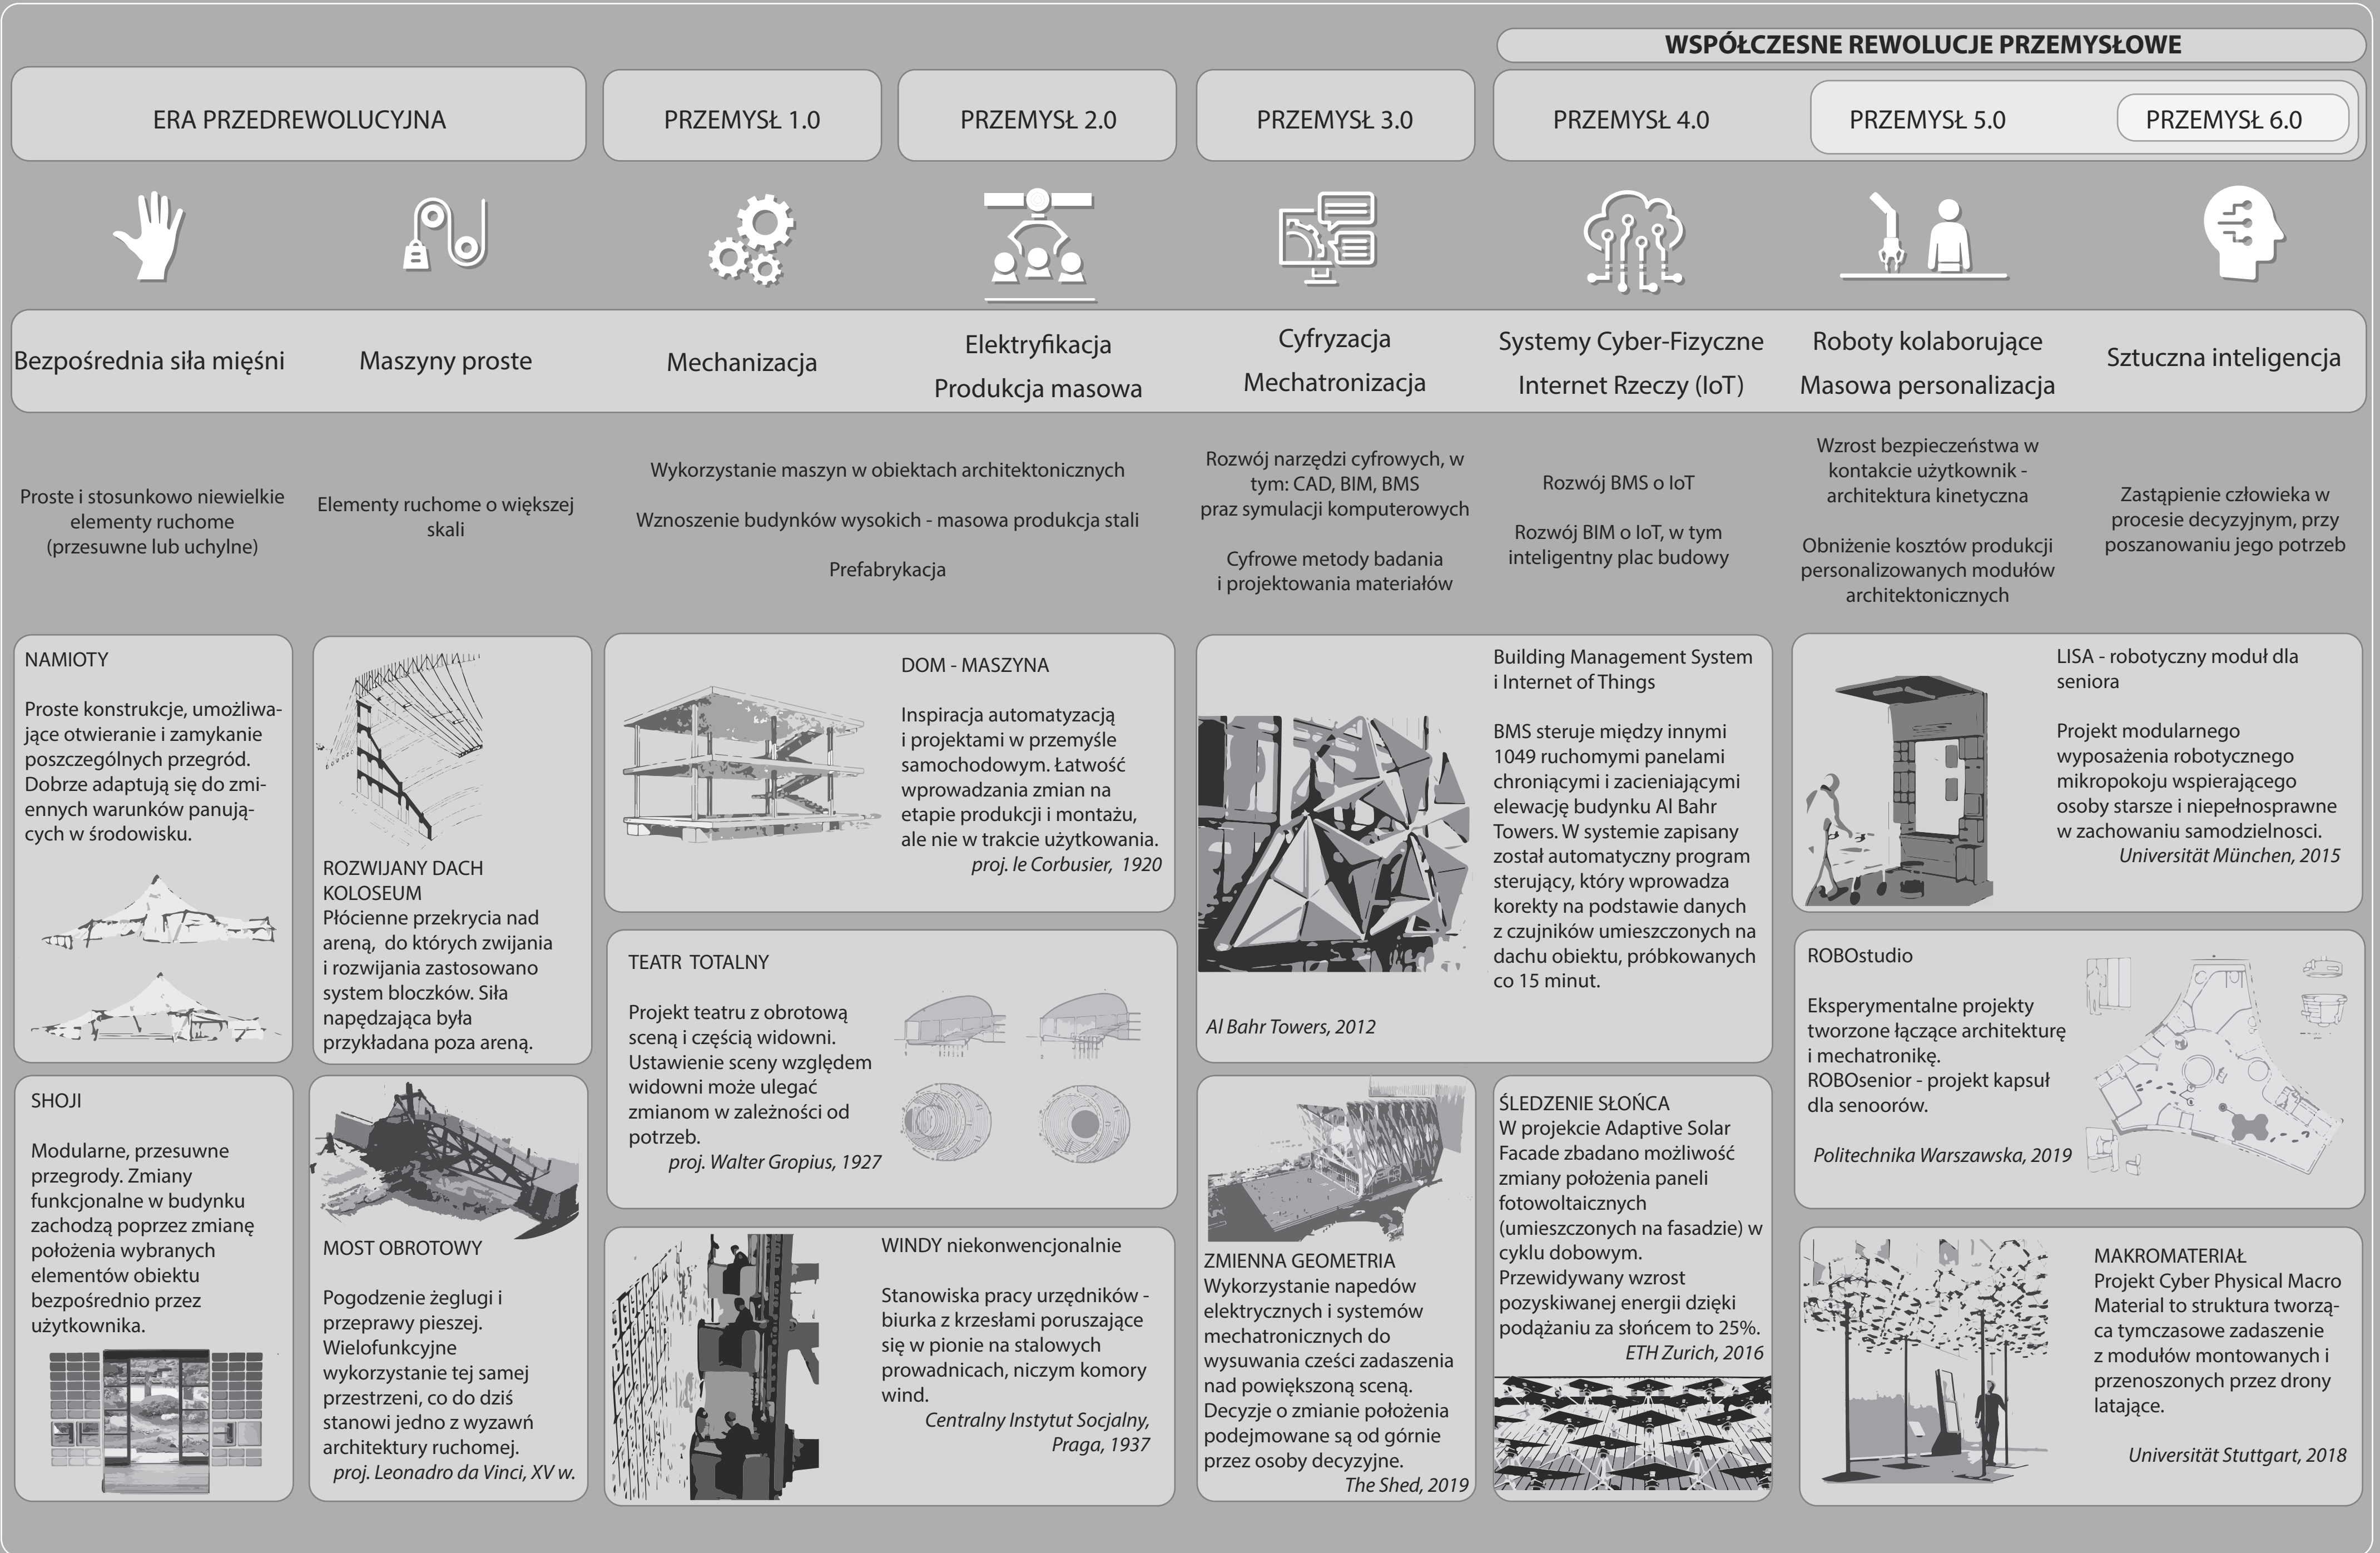 WSPÓŁCZESNE REWOLUCJE PRZEMYSŁOWE
ERA PRZEDREWOLUCYJNA
PRZEMYSŁ 1.0
PRZEMYSŁ 2.0
PRZEMYSŁ 3.0
PRZEMYSŁ 4.0
PRZEMYSŁ 5.0
PRZEMYSŁ 6.0
Bezpośrednia siła mięśni
Maszyny proste
Mechanizacja
Elektryfikacja
Produkcja masowa
Cyfryzacja
Mechatronizacja
Systemy Cyber-Fizyczne
Internet Rzeczy (IoT)
Roboty kolaborujące
Masowa personalizacja
Sztuczna inteligencja
Proste i stosunkowo niewielkie
elementy ruchome
(przesuwne lub uchylne)
Elementy ruchome o większej
skali
Wykorzystanie maszyn w obiektach architektonicznych
Wznoszenie budynków wysokich - masowa produkcja stali
Prefabrykacja
Rozwój narzędzi cyfrowych, w
tym: CAD, BIM, BMS
praz symulacji komputerowych
Cyfrowe metody badania
i projektowania materiałów
Rozwój BMS o IoT
Rozwój BIM o IoT, w tym
inteligentny plac budowy
Wzrost bezpieczeństwa w
kontakcie użytkownik -
architektura kinetyczna
Obniżenie kosztów produkcji
personalizowanych modułów
architektonicznych
Zastąpienie człowieka w
procesie decyzyjnym, przy
poszanowaniu jego potrzeb
NAMIOTY
Proste konstrukcje, umożliwa-
jące otwieranie i zamykanie
poszczególnych przegród.
Dobrze adaptują się do zmi-
ennych warunków panują-
cych w środowisku.
SHOJI
Modularne, przesuwne
przegrody. Zmiany
funkcjonalne w budynku
zachodzą poprzez zmianę
położenia wybranych
elementów obiektu
bezpośrednio przez
użytkownika.
ROZWIJANY DACH
KOLOSEUM
Płócienne przekrycia nad
areną, do których zwijania
i rozwijania zastosowano
system bloczków. Siła
napędzająca była
przykładana poza areną.
MOST OBROTOWY
Pogodzenie żeglugi i
przeprawy pieszej.
Wielofunkcyjne
wykorzystanie tej samej
przestrzeni, co do dziś
stanowi jedno z wyzawń
architektury ruchomej.
proj. Leonadro da Vinci, XV w.
DOM - MASZYNA
Inspiracja automatyzacją
i projektami w przemyśle
samochodowym. Łatwość
wprowadzania zmian na
etapie produkcji i montażu,
ale nie w trakcie użytkowania.
proj. le Corbusier, 1920
TEATR TOTALNY
Projekt teatru z obrotową
sceną i częścią widowni.
Ustawienie sceny względem
widowni może ulegać
zmianom w zależności od
potrzeb.
proj. Walter Gropius, 1927
WINDY niekonwencjonalnie
Stanowiska pracy urzędników -
biurka z krzesłami poruszające
się w pionie na stalowych
prowadnicach, niczym komory
wind.
Centralny Instytut Socjalny,
Praga, 1937
Building Management System
i Internet of Things
BMS steruje między innymi
1049 ruchomymi panelami
chroniącymi i zacieniającymi
elewację budynku Al Bahr
Towers. W systemie zapisany
został automatyczny program
sterujący, który wprowadza
korekty na podstawie danych
z czujników umieszczonych na
dachu obiektu, próbkowanych
co 15 minut.
Al Bahr Towers, 2012
ZMIENNA GEOMETRIA
Wykorzystanie napedów
elektrycznych i systemów
mechatronicznych do
wysuwania cześci zadaszenia
nad powiększoną sceną.
Decyzje o zmianie położenia
podejmowane są od górnie
przez osoby decyzyjne.
The Shed, 2019
ŚLEDZENIE SŁOŃCA
W projekcie Adaptive Solar
Facade zbadano możliwość
zmiany położenia paneli
fotowoltaicznych
(umieszczonych na fasadzie) w
cyklu dobowym.
Przewidywany wzrost
pozyskiwanej energii dzięki
podążaniu za słońcem to 25%.
ETH Zurich, 2016
LISA - robotyczny moduł dla
seniora
Projekt modularnego
wyposażenia robotycznego
mikropokoju wspierającego
osoby starsze i niepełnosprawne
w zachowaniu samodzielnosci.
Universität München, 2015
ROBOstudio
Eksperymentalne projekty
tworzone łączące architekturę
i mechatronikę.
ROBOsenior - projekt kapsuł
dla senoorów.
Politechnika Warszawska, 2019
MAKROMATERIAŁ
Projekt Cyber Physical Macro
Material to struktura tworzą-
ca tymczasowe zadaszenie
z modułów montowanych i
przenoszonych przez drony
latające.
Universität Stuttgart, 2018